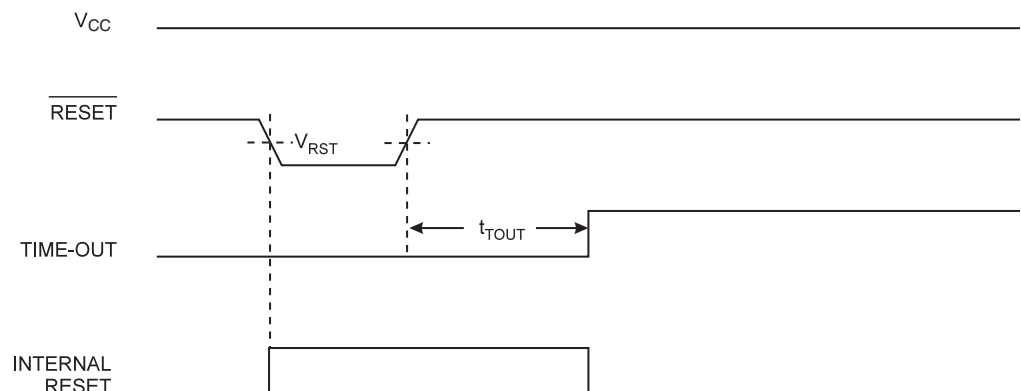 VCC
RESET
VRST
tTOUT
TIME-OUT
INTERNAL
RESET